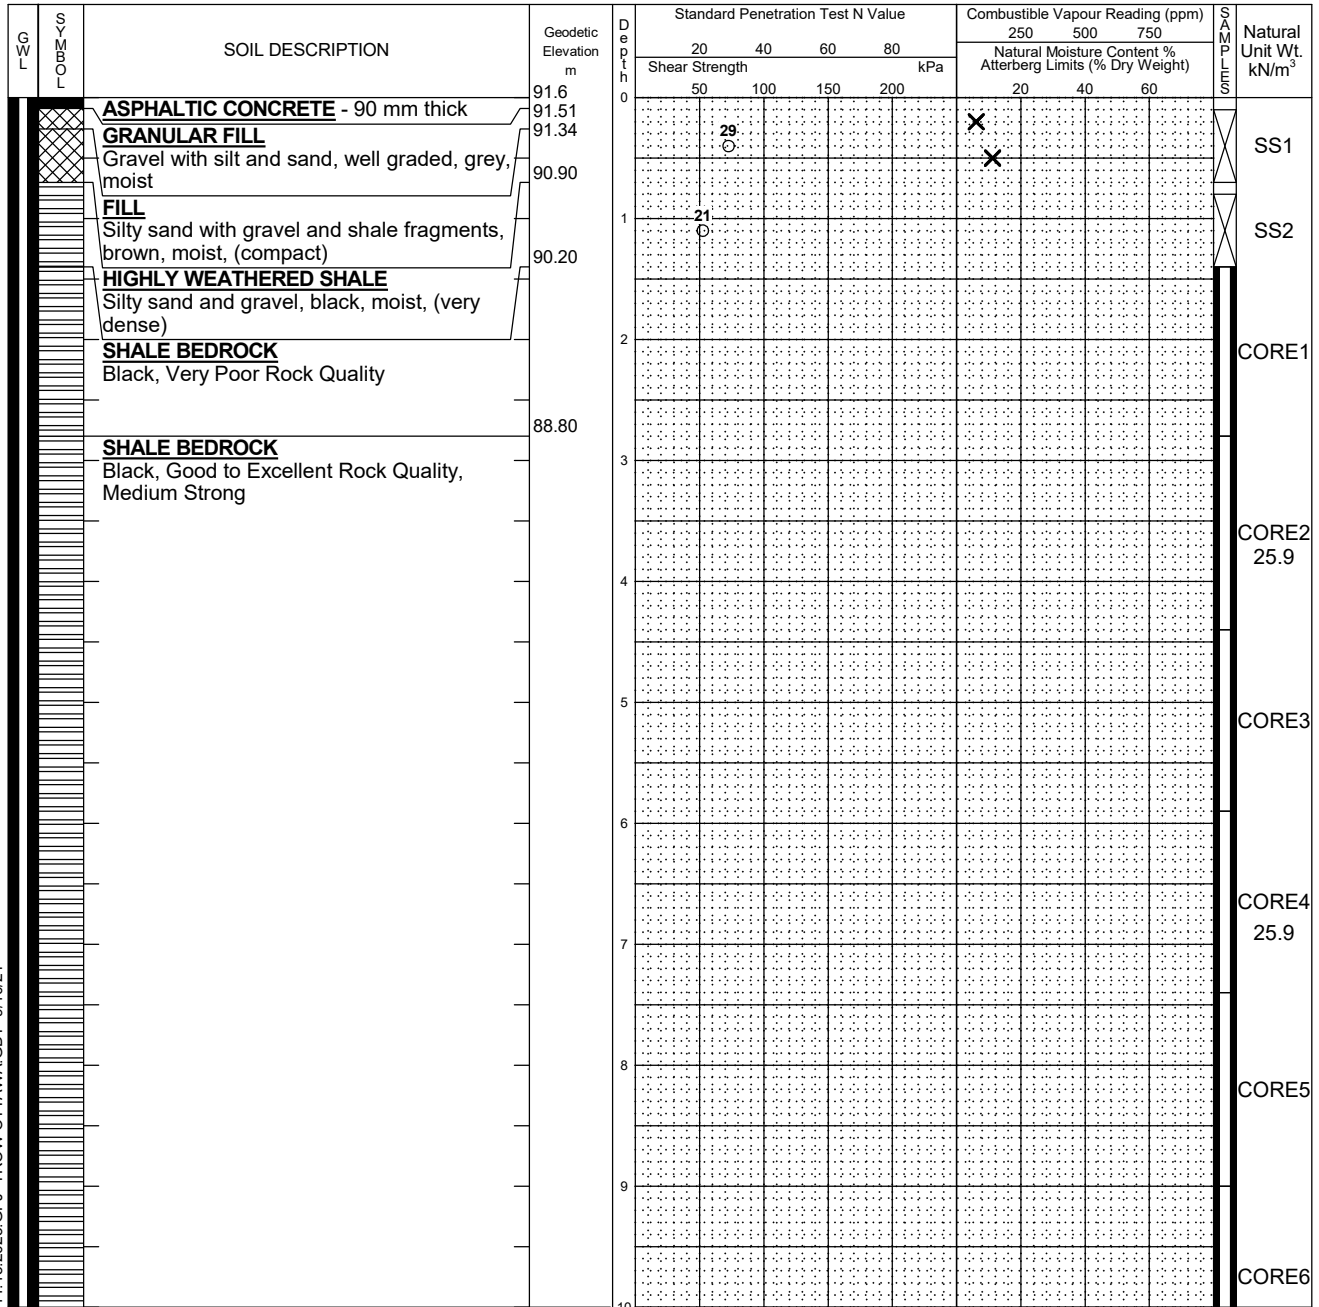 GWL
SYMBOL
SOIL DESCRIPTION
Geodetic
Elevation
m
Depth
Standard Penetration Test N Value
20 40 60 80
Shear Strength kPa
50 100 150 200
Combustible Vapour Reading (ppm)
250 500 750
Natural Moisture Content %
Atterberg Limits (% Dry Weight)
20 40 60
SAMPLES
Natural
Unit Wt.
kN/m³
91.6
0
ASPHALTIC CONCRETE - 90 mm thick
91.51
GRANULAR FILL
91.34
Gravel with silt and sand, well graded, grey,
moist
90.90
29
SS1
FILL
Silty sand with gravel and shale fragments,
brown, moist, (compact)
90.20
1
21
SS2
HIGHLY WEATHERED SHALE
Silty sand and gravel, black, moist, (very
dense)
SHALE BEDROCK
Black, Very Poor Rock Quality
2
CORE1
88.80
SHALE BEDROCK
Black, Good to Excellent Rock Quality,
Medium Strong
3
CORE2
25.9
4
5
CORE3
6
CORE4
25.9
7
8
CORE5
9
CORE6
10